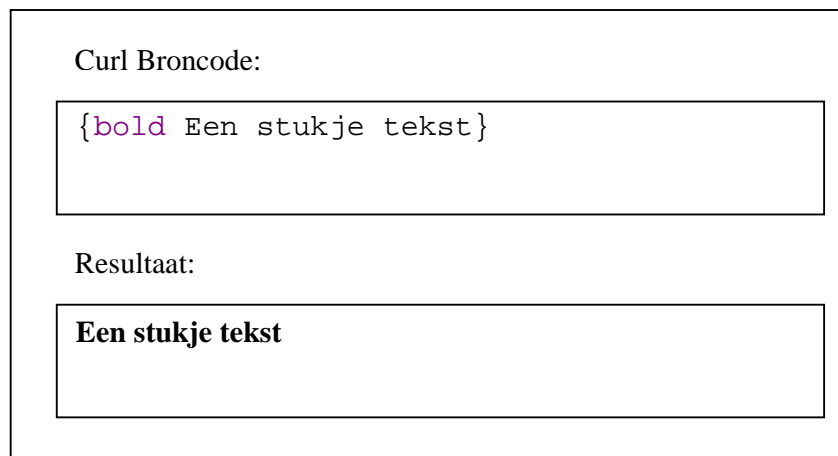 Curl Broncode:
{bold Een stukje tekst}
Resultaat:
Een stukje tekst